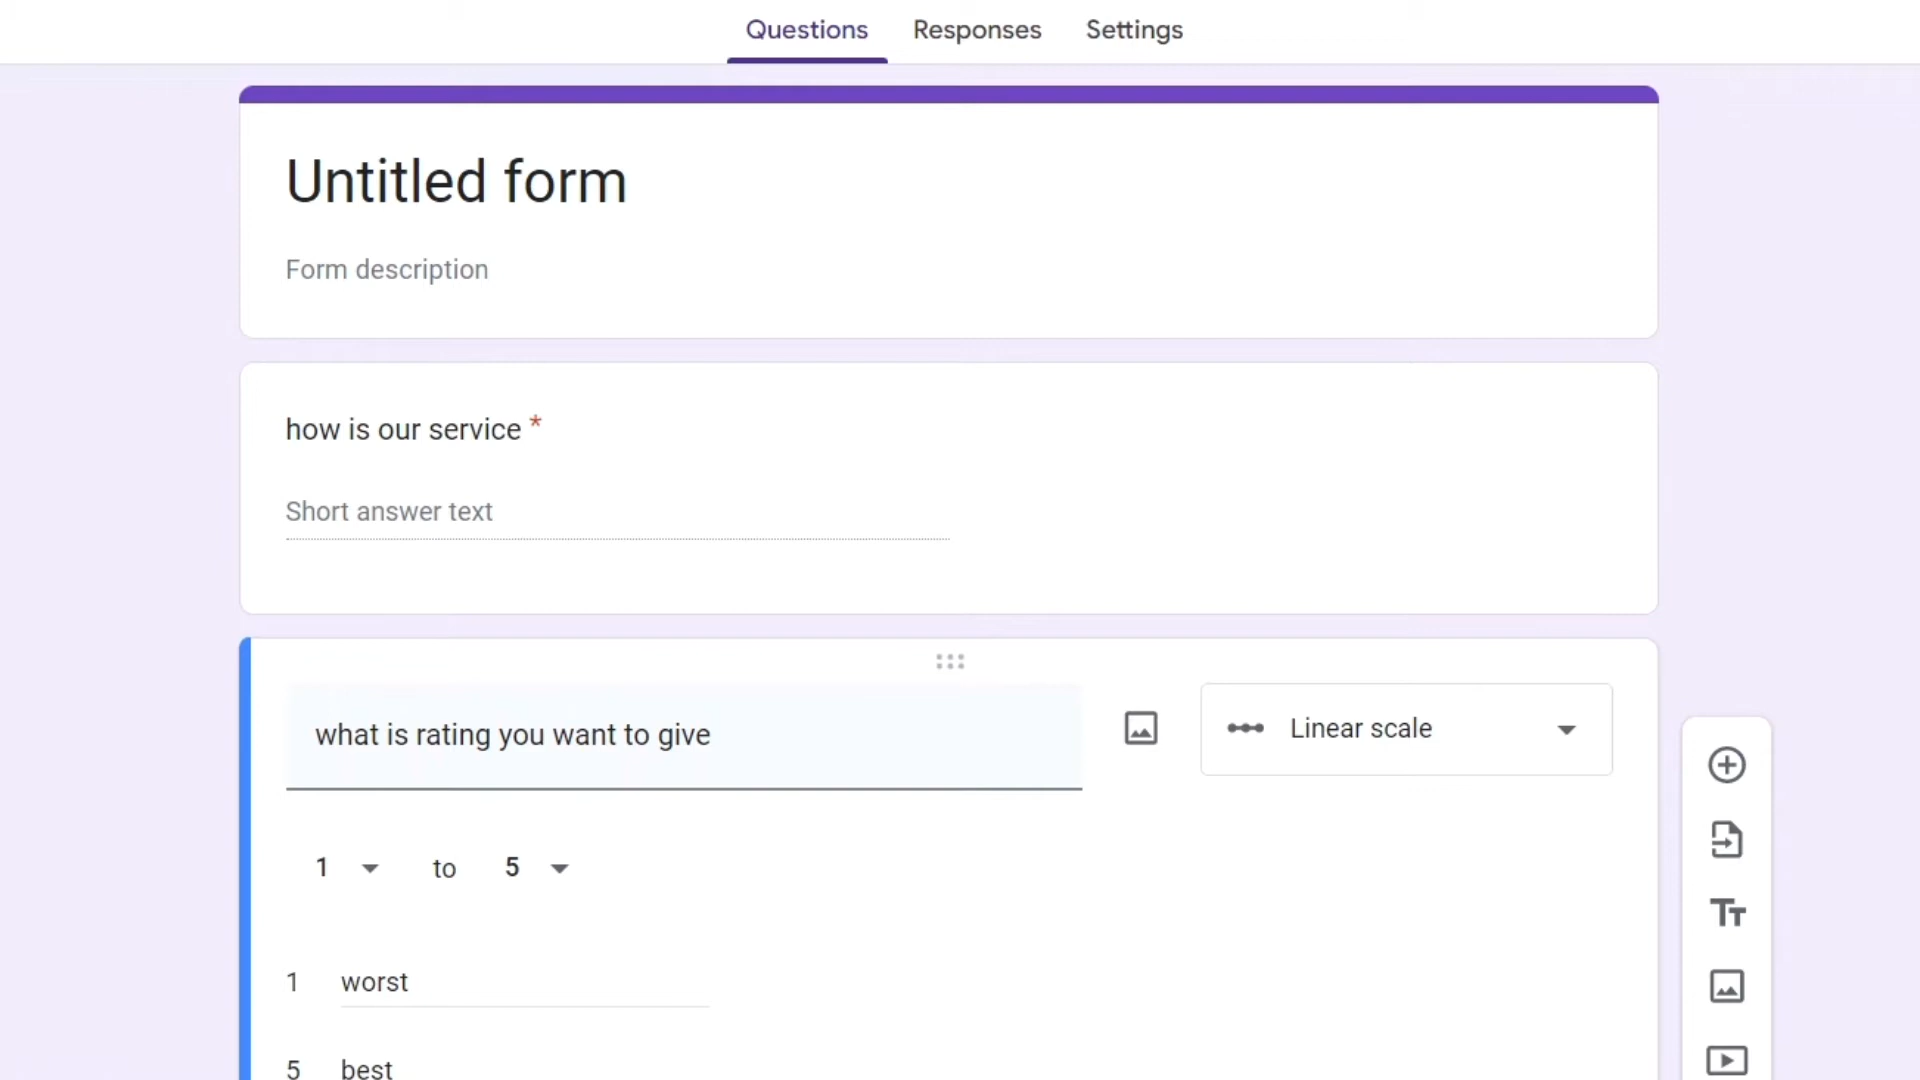 Questions Responses Settings
Untitled form
Form description
how is our service *
Short answer text
what is rating you want to give
Linear scale
1 to 5
1 worst
5 best